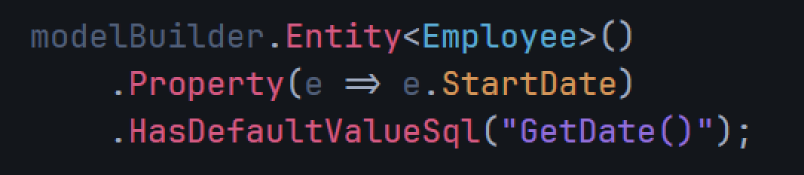 modelBuilder.Entity<Employee>()
    .Property(e => e.StartDate)
    .HasDefaultValueSql("GetDate()");